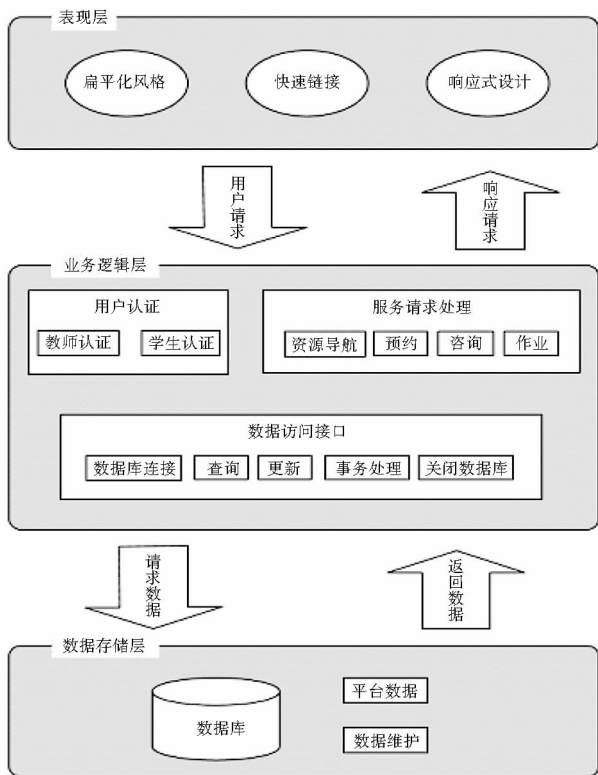 表现层
扁平化风格
快速链接
响应式设计
用户请求
响应请求
业务逻辑层
用户认证
教师认证
学生认证
服务请求处理
资源导航
预约
咨询
作业
数据访问接口
数据库连接
查询
更新
事务处理
关闭数据库
请求数据
返回数据
数据存储层
数据库
平台数据
数据维护